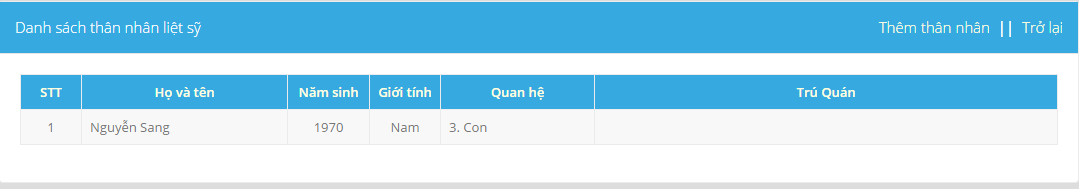 Danh sách thân nhân liệt sỹ Thêm thân nhân || Trở lại
STT Họ và tên Năm sinh Giới tính Quan hệ Trú Quán
1 Nguyễn Sang 1970 Nam 3. Con